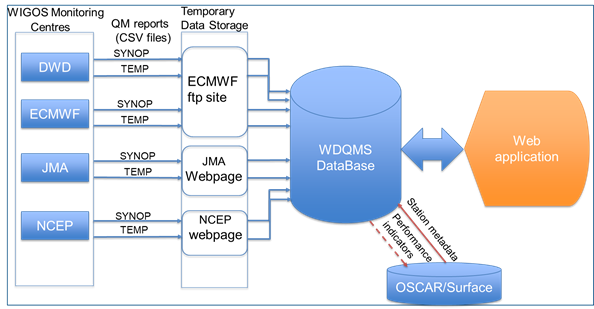 WIGOS Monitoring
Centres
QM reports
(CSV files)
Temporary
Data Storage
DWD
SYNOP
TEMP
ECMWF
SYNOP
TEMP
ECMWF
ftp site
JMA
SYNOP
TEMP
JMA
Webpage
NCEP
SYNOP
TEMP
NCEP
webpage
WDQMS
DataBase
Web
application
Station metadata
Performance
indicators
OSCAR/Surface